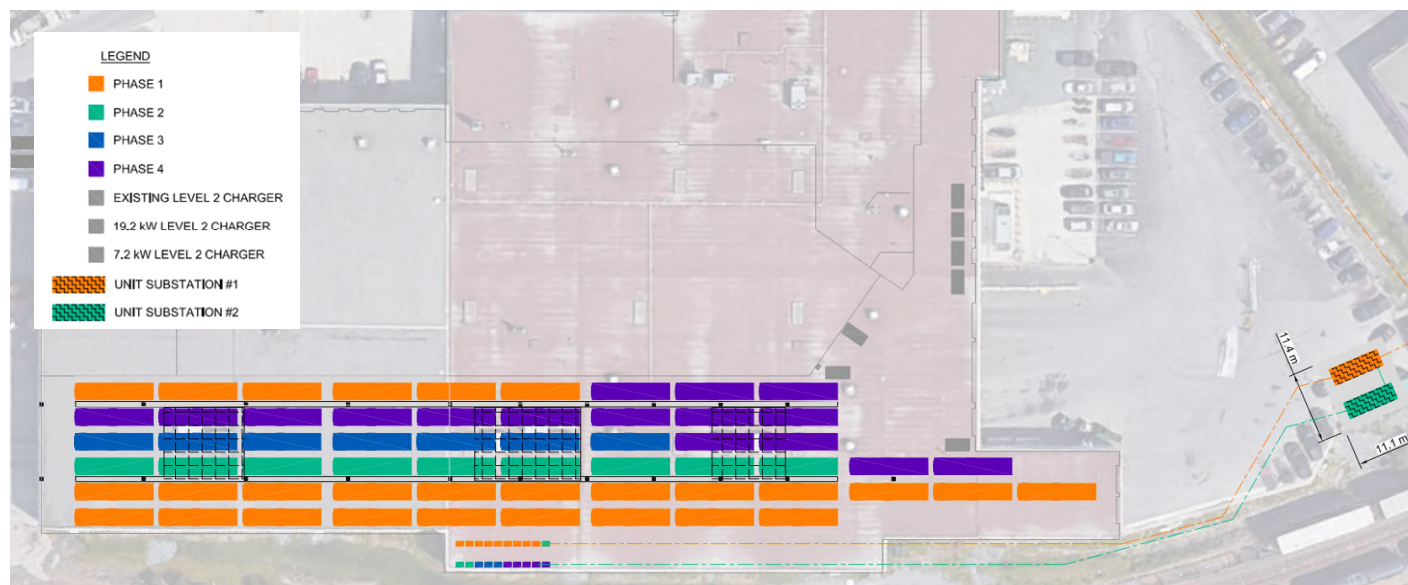 LEGEND
PHASE 1
PHASE 2
PHASE 3
PHASE 4
EXISTING LEVEL 2 CHARGER
19.2 kW LEVEL 2 CHARGER
7.2 kW LEVEL 2 CHARGER
UNIT SUBSTATION #1
UNIT SUBSTATION #2
11.4 m
11.1 m